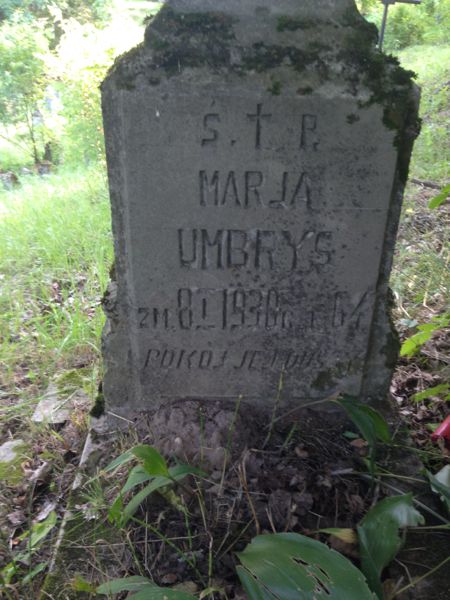 Ś. † P.
MARJA
UMBRYS
ZM. 8 I 1930 R. Ż. 64
POKÓJ JEJ DUSZY